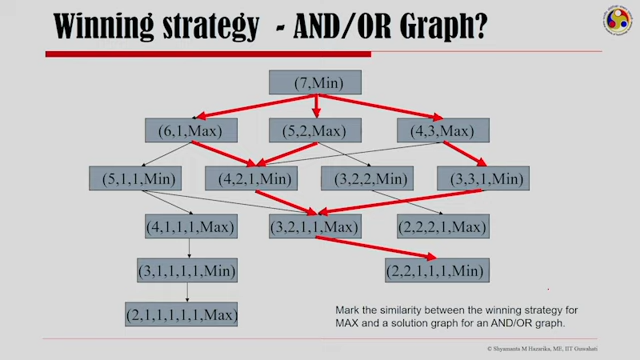 Winning strategy - AND/OR Graph?
(7,Min)
(6,1,Max)
(5,2,Max)
(4,3,Max)
(5,1,1,Min)
(4,2,1,Min)
(3,2,2,Min)
(3,3,1,Min)
(4,1,1,1,Max)
(3,2,1,1,Max)
(2,2,2,1,Max)
(3,1,1,1,1,Min)
(2,2,1,1,1,Min)
(2,1,1,1,1,1,Max)
Mark the similarity between the winning strategy for
MAX and a solution graph for an AND/OR graph.
© Shyamanta M Hazarika, ME, IIT Guwahati